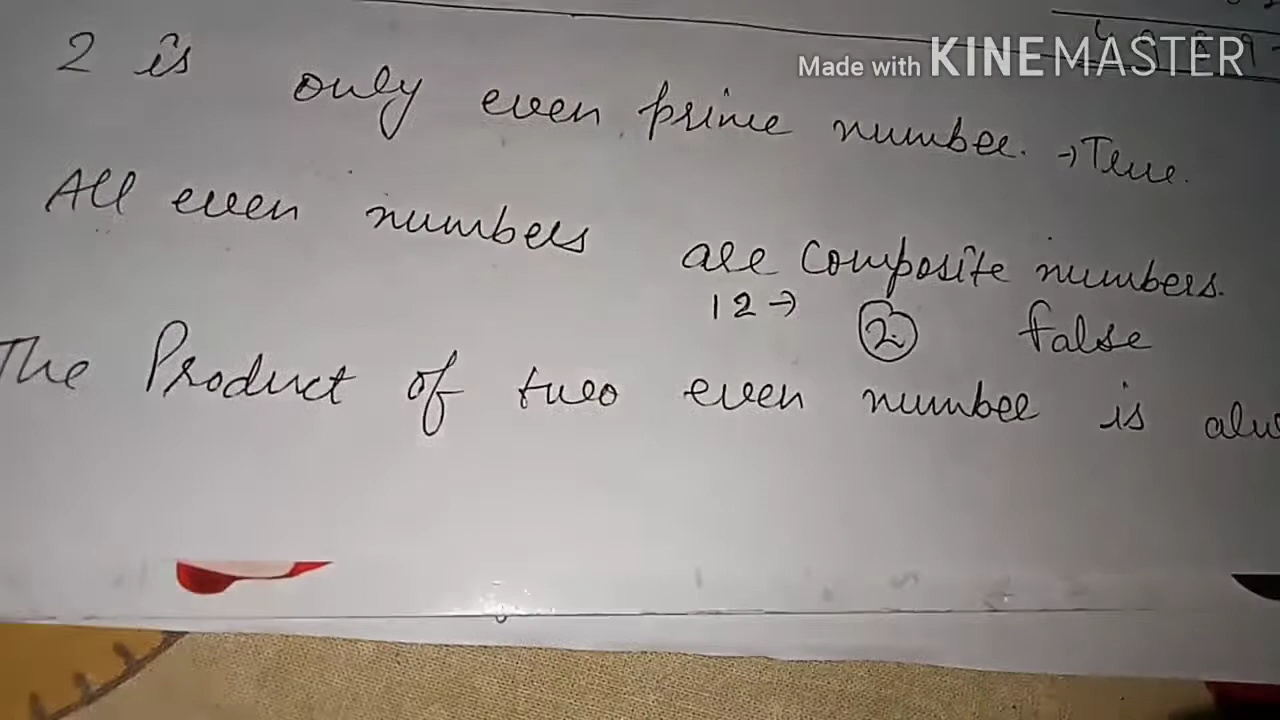 Made with KINEMASTER
2 is only even prime number. → True.
All even numbers are composite numbers.
12 → 2 false
The Product of two even number is